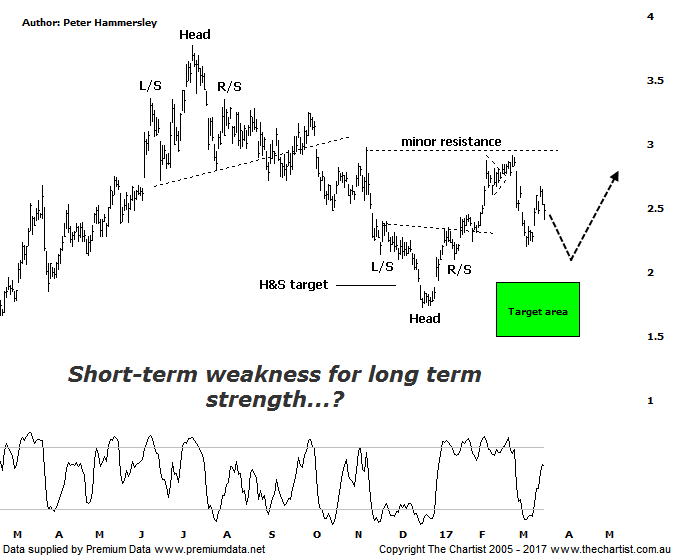 Author: Peter Hammersley
4
Head
3.5
L/S
R/S
3
minor resistance
2.5
L/S
R/S
2
H&S target
Head
Target area
1.5
Short-term weakness for long term
strength...?
1
M A M J J A S O N D 17 F M A M
Data supplied by Premium Data www.premiumdata.net
Copyright The Chartist 2005 - 2017 www.thechartist.com.au